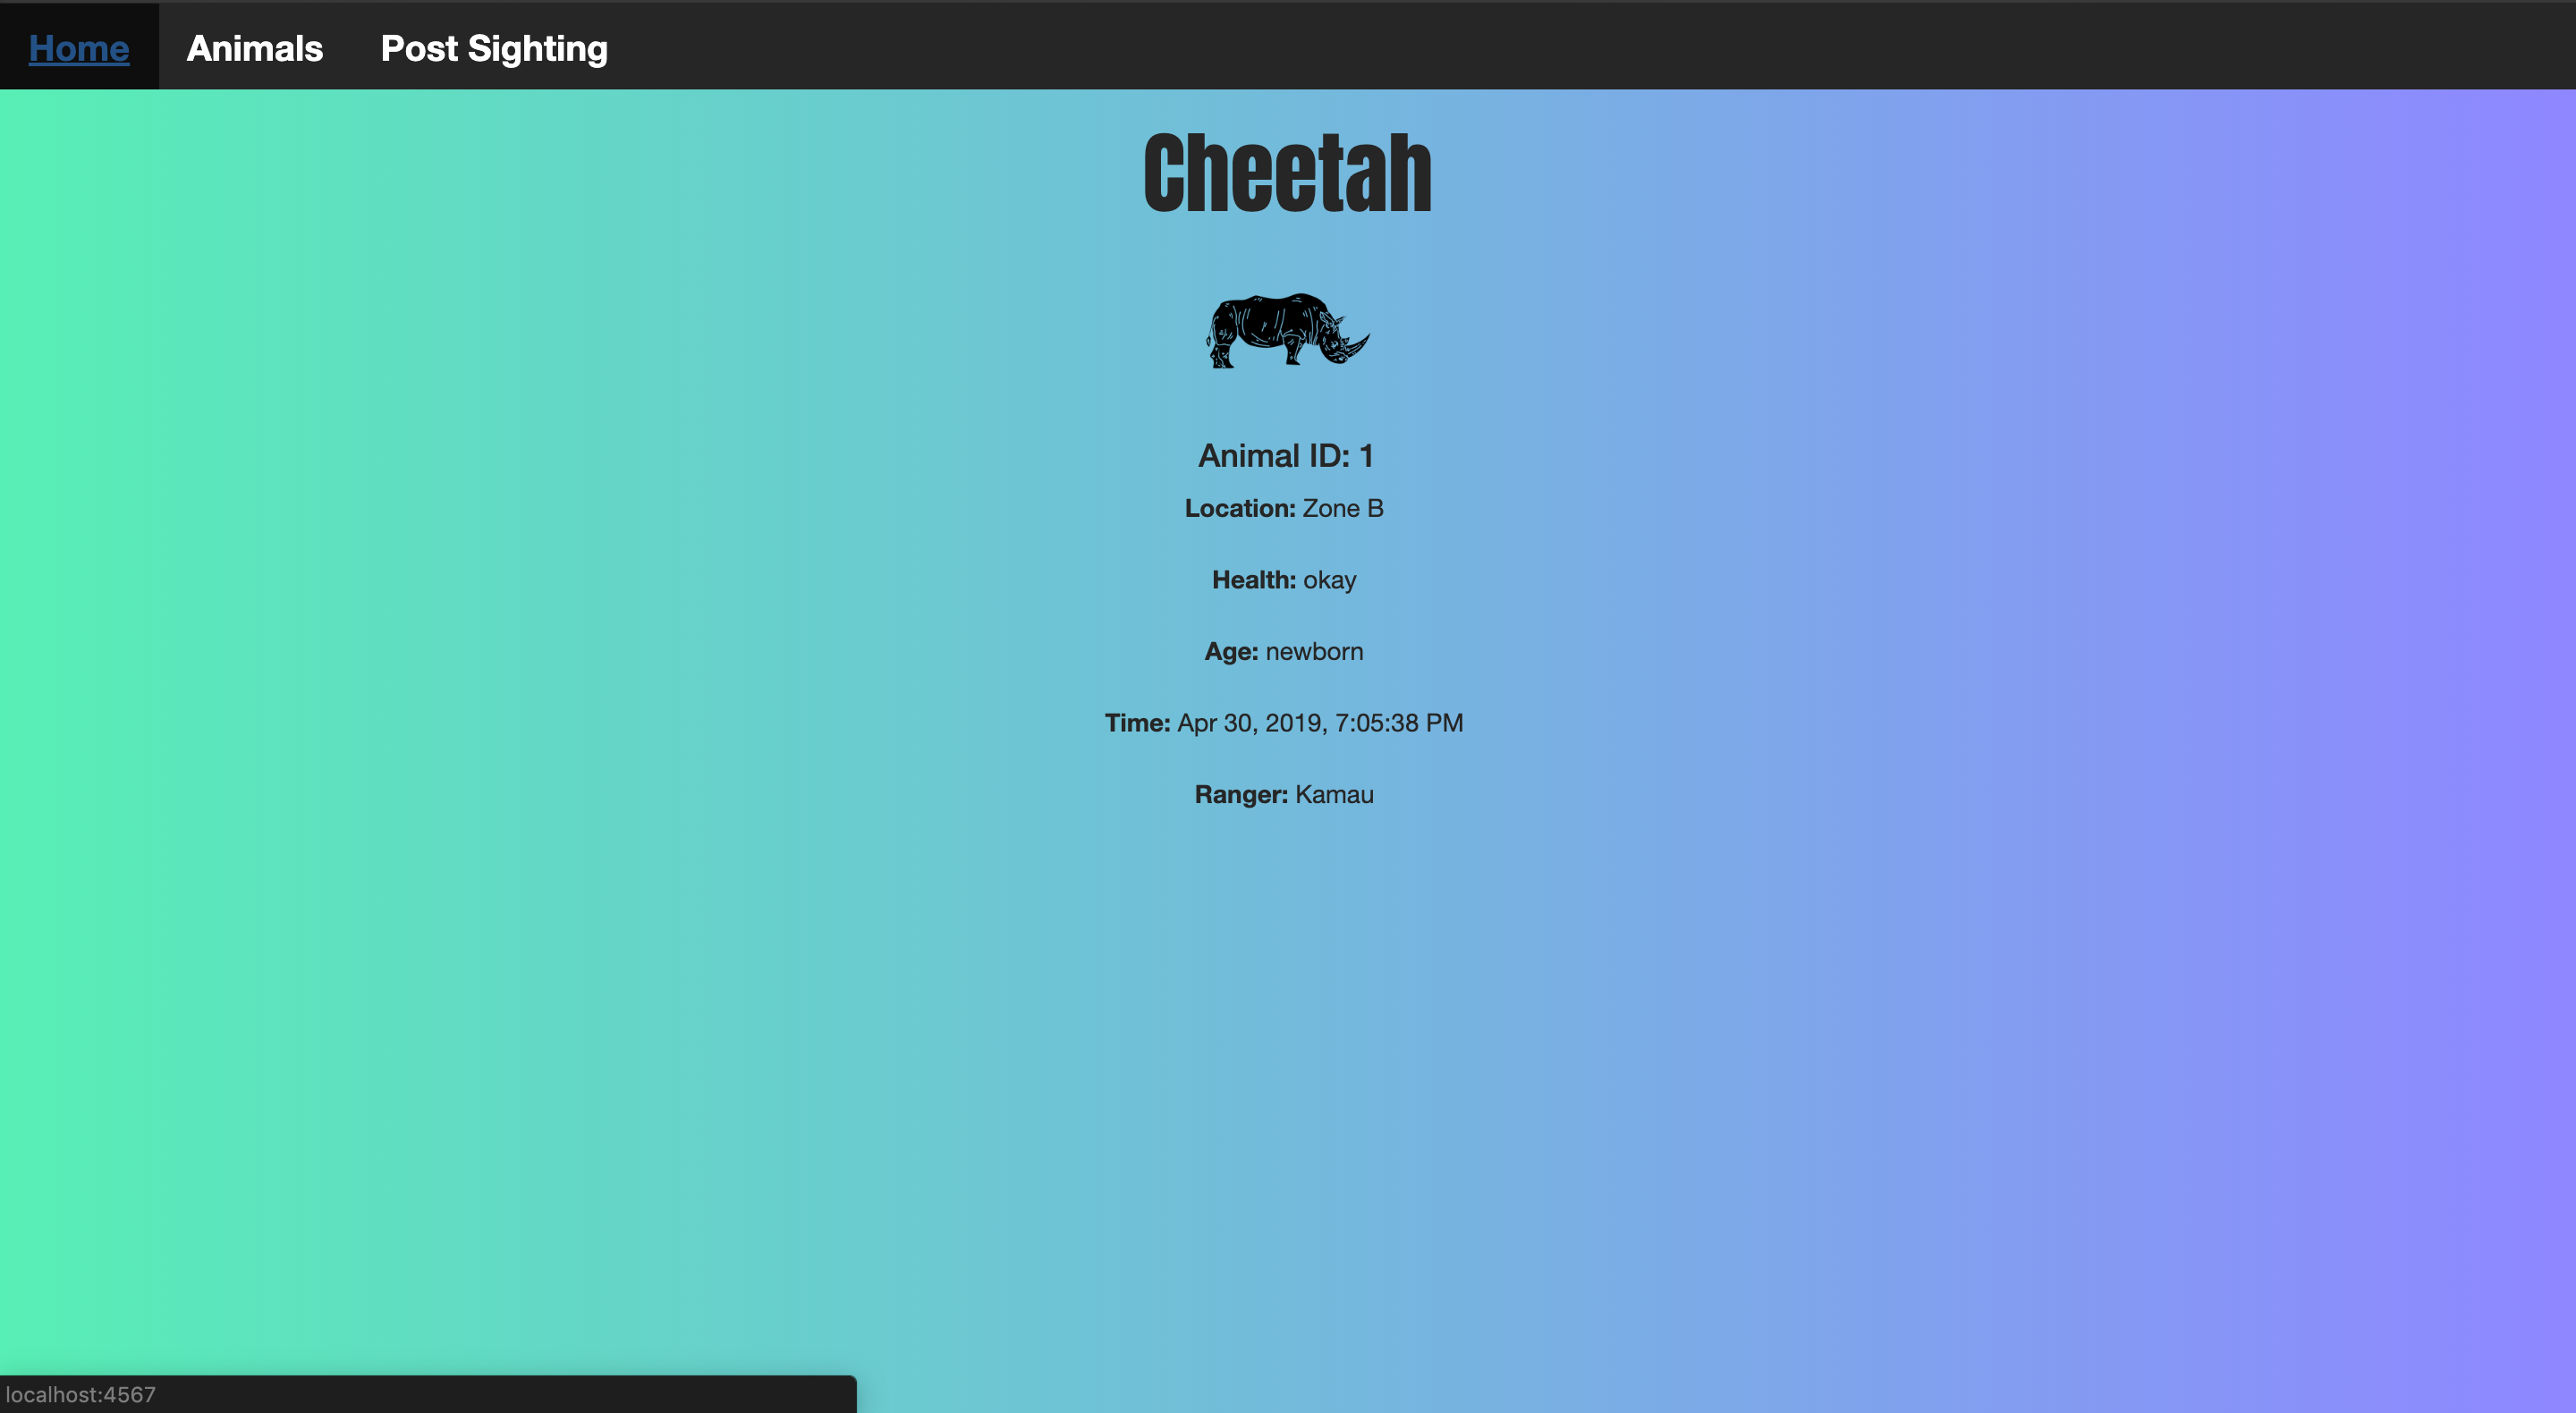 Home Animals Post Sighting
Cheetah
Animal ID: 1
Location: Zone B
Health: okay
Age: newborn
Time: Apr 30, 2019, 7:05:38 PM
Ranger: Kamau
localhost:4567